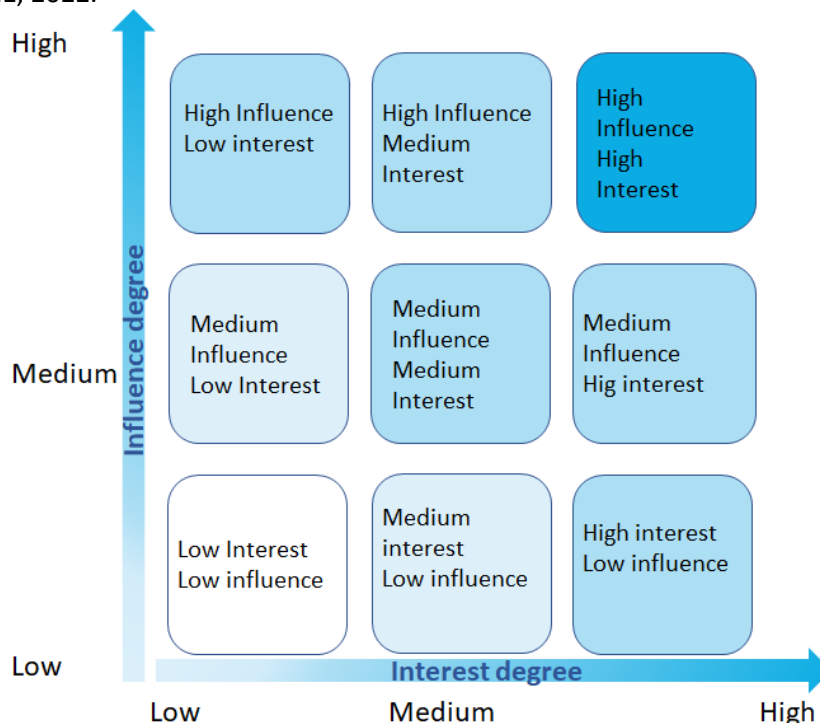 High
High Influence
Low interest
High Influence
Medium
Interest
High
Influence
High
Interest
Influence degree
Medium
Medium
Influence
Low Interest
Medium
Influence
Medium
Interest
Medium
Influence
Hig interest
Low Interest
Low influence
Medium
interest
Low influence
High interest
Low influence
Low
Interest degree
Low
Medium
High